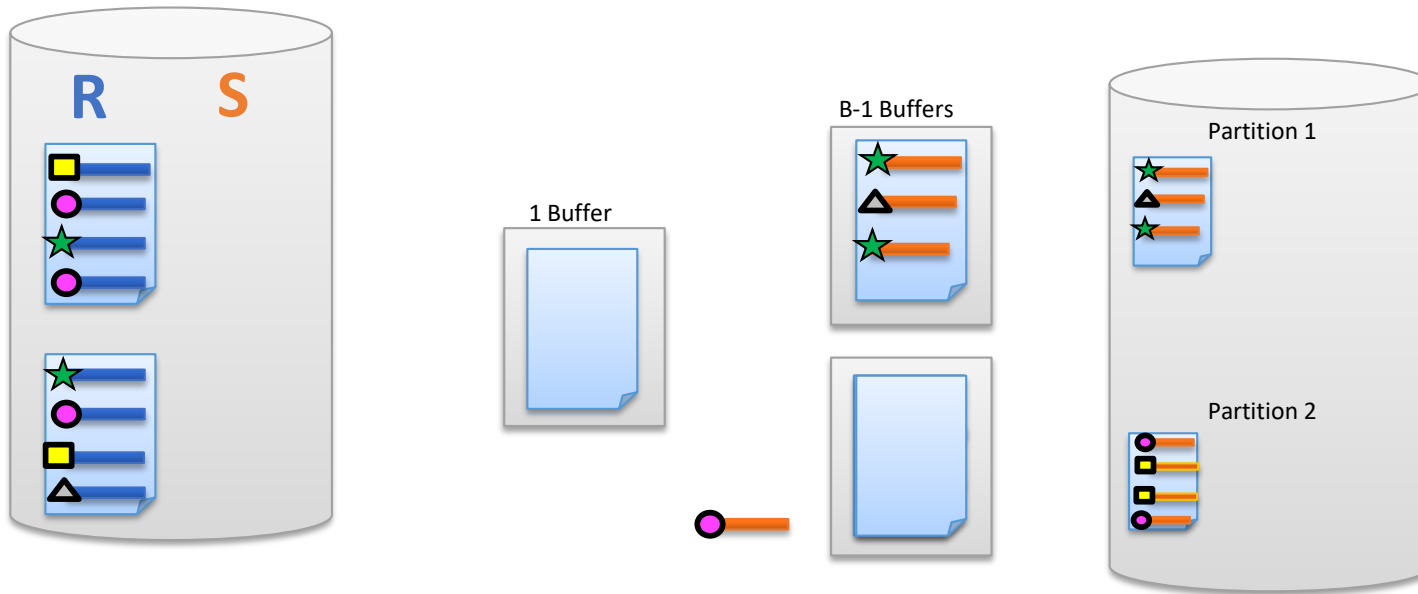 R S
1 Buffer
B-1 Buffers
Partition 1
Partition 2